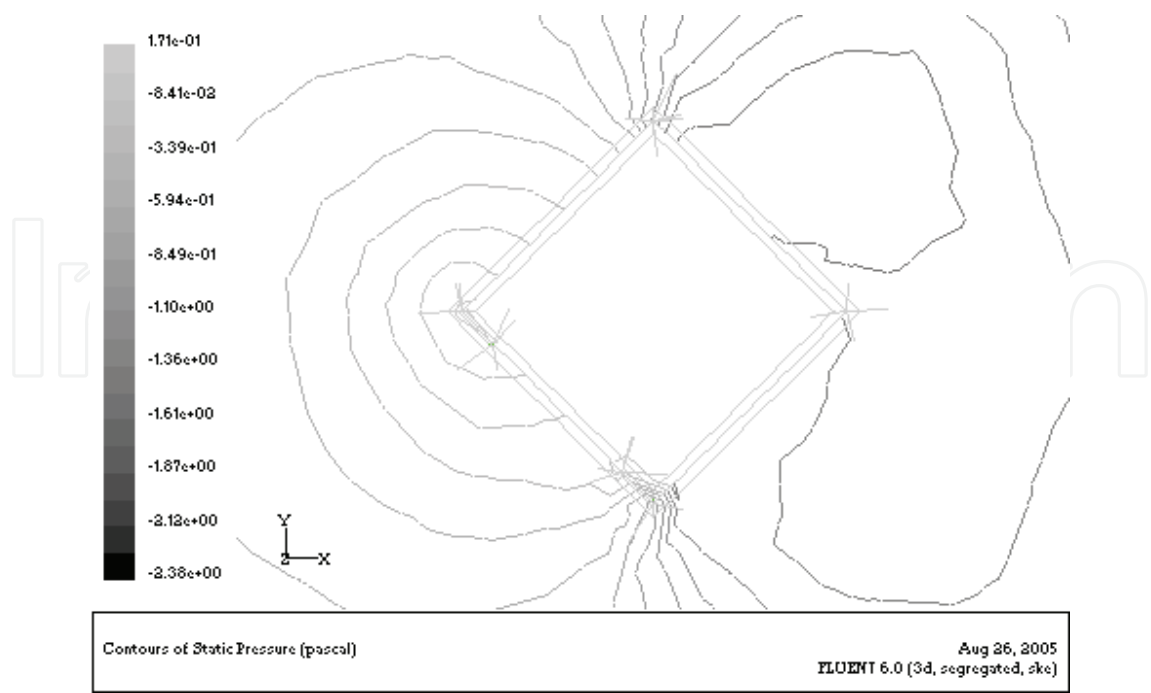 1.71e-01
-8.41e-02
-3.39e-01
-5.94e-01
-8.49e-01
-1.10e+00
-1.36e+00
-1.61e+00
-1.87e+00
-2.12e+00
-2.38e+00
Y
Z X
Contours of Static Pressure (pascal)
Aug 26, 2005
FLUENT 6.0 (3d, segregated, ske)